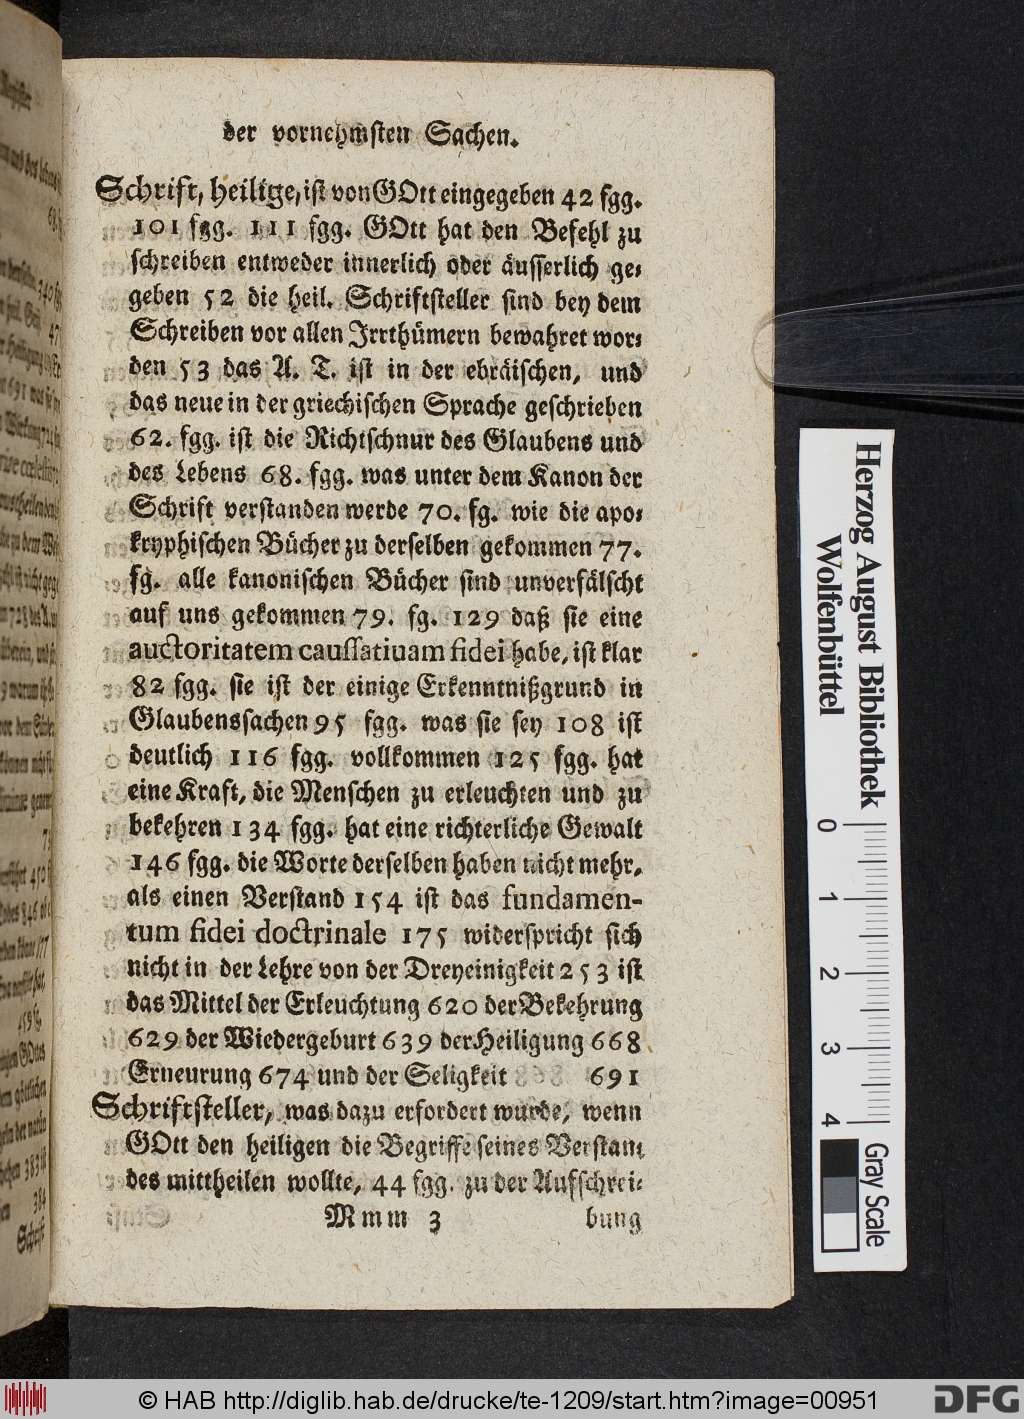 der vornehmsten Sachen.
Schrift, heilige, ist von GOtt eingegeben 42 fgg.
101 fgg. 111 fgg. GOtt hat den Befehl zu
schreiben entweder innerlich oder äusserlich ge-
geben 52 die heil. Schriftsteller sind bey dem
Schreiben vor allen Irrthümern bewahret wor-
den 53 das A. T. ist in der ebräischen, und
das neue in der griechischen Sprache geschrieben
62. fgg. ist die Richtschnur des Glaubens und
des Lebens 68. fgg. was unter dem Kanon der
Schrift verstanden werde 70. fg. wie die apo-
kryphischen Bücher zu derselben gekommen 77.
fg. alle kanonischen Bücher sind unverfälscht
auf uns gekommen 79. fg. 129 daß sie eine
auctoritatem caussatiuam fidei habe, ist klar
82 fgg. sie ist der einige Erkenntnißgrund in
Glaubenssachen 95 fgg. was sie sey 108 ist
deutlich 116 fgg. vollkommen 125 fgg. hat
eine Kraft, die Menschen zu erleuchten und zu
bekehren 134 fgg. hat eine richterliche Gewalt
146 fgg. die Worte derselben haben nicht mehr,
als einen Verstand 154 ist das fundamen-
tum fidei doctrinale 175 widerspricht sich
nicht in der Lehre von der Dreyeinigkeit 253 ist
das Mittel der Erleuchtung 620 der Bekehrung
629 der Wiedergeburt 639 der Heiligung 668
Erneurung 674 und der Seligkeit 691
Schriftsteller, was dazu erfordert wurde, wenn
GOtt den heiligen die Begriffe seines Verstan-
des mittheilen wollte, 44 fgg. zu der Aufschrei-
Mmm 3 bung
Herzog August Bibliothek
Wolfenbüttel
0 1 2 3 4
Gray Scale
© HAB http://diglib.hab.de/drucke/te-1209/start.htm?image=00951
DFG